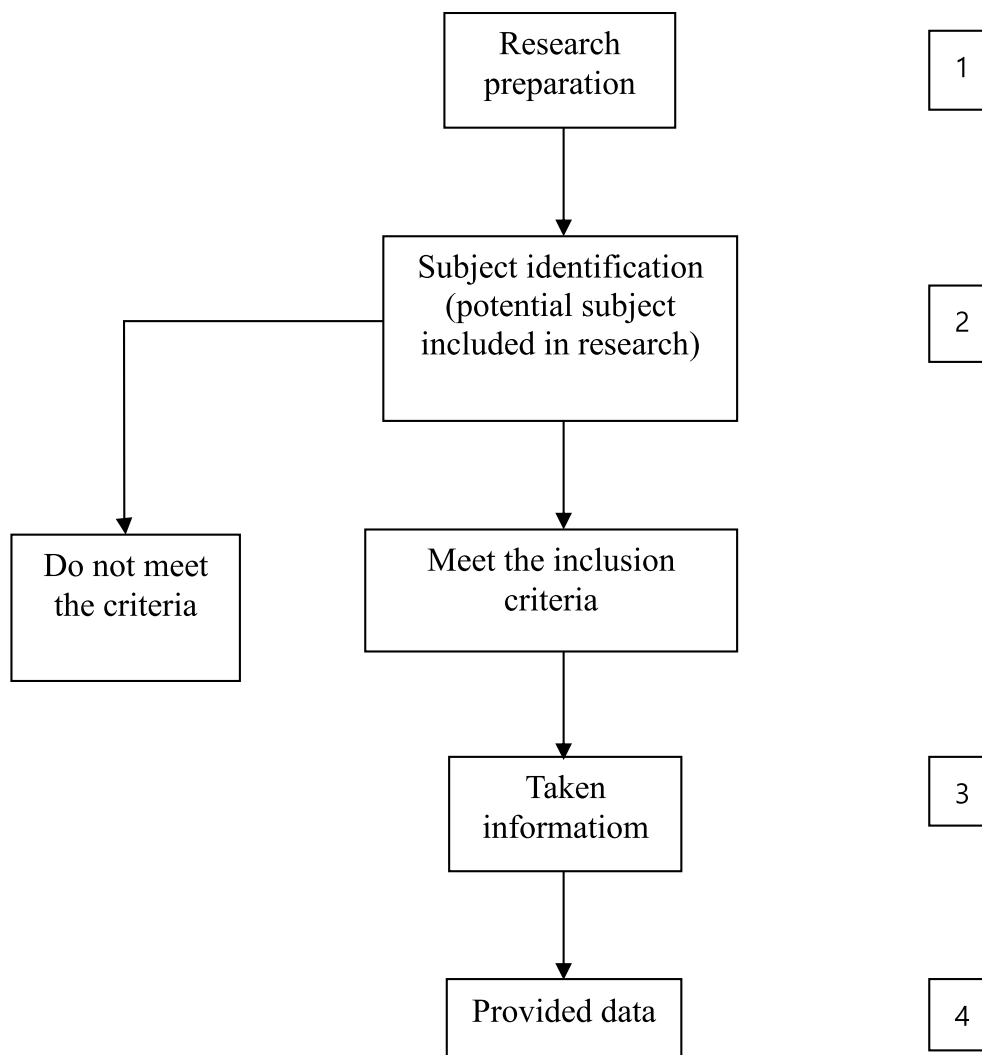 Research
preparation
1
Subject identification
(potential subject
included in research)
2
Do not meet
the criteria
Meet the inclusion
criteria
Taken
informatiom
3
Provided data
4